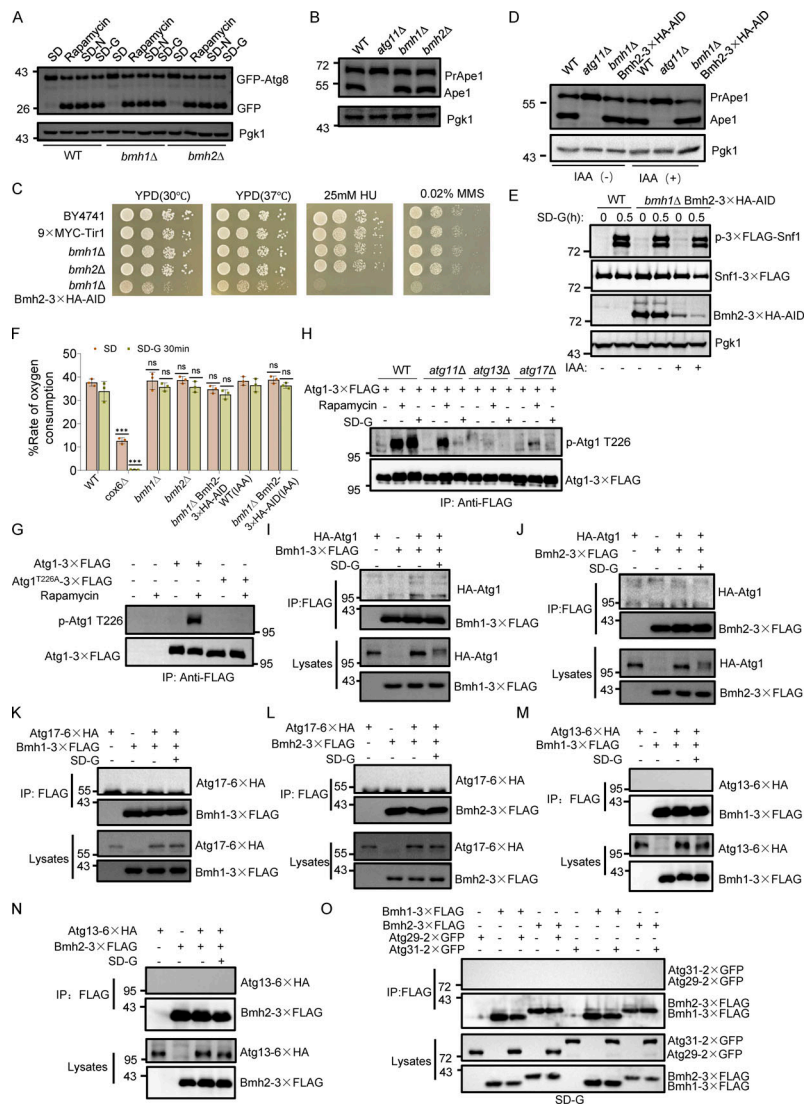 A
SD Rapamycin SD-N SD-G SD Rapamycin SD-N SD-G SD Rapamycin SD-N SD-G
43
GFP-Atg8
26
GFP
43
Pgk1
WT bmh1Δ bmh2Δ
B
WT atg11Δ bmh1Δ bmh2Δ
72
PrApe1
55
Ape1
43
Pgk1
D
WT atg11Δ bmh1Δ Bmh2-3×HA-AID WT atg11Δ bmh1Δ Bmh2-3×HA-AID
55
PrApe1
Ape1
43
Pgk1
IAA (-) IAA (+)
C
YPD(30℃) YPD(37℃) 25mM HU 0.02% MMS
BY4741
9×MYC-Tir1
bmh1Δ
bmh2Δ
bmh1Δ
Bmh2-3×HA-AID
E
WT bmh1Δ Bmh2-3×HA-AID
SD-G(h): 0 0.5 0 0.5 0 0.5
p-3×FLAG-Snf1
72
Snf1-3×FLAG
72
Bmh2-3×HA-AID
72
Pgk1
43
IAA: - - - - + +
F
SD SD-G 30min
%Rate of oxygen consumption
50
40
30
20
10
0
*** *** ns ns ns ns ns ns ns ns
WT cox6Δ bmh1Δ bmh2Δ bmh1Δ Bmh2-3×HA-AID WT(IAA) bmh1Δ Bmh2-3×HA-AID(IAA)
H
WT atg11Δ atg13Δ atg17Δ
Atg1-3×FLAG + + + + + + + + + + + +
Rapamycin - + - - + - - + - - + -
SD-G - - + - - + - - + - - +
p-Atg1 T226
95
Atg1-3×FLAG
95
IP: Anti-FLAG
G
Atg1-3×FLAG - - + + - -
Atg1T226A-3×FLAG - - - - + +
Rapamycin - + - + - +
p-Atg1 T226
95
Atg1-3×FLAG
95
IP: Anti-FLAG
I
HA-Atg1 + - + +
Bmh1-3×FLAG - + + +
SD-G - - - +
IP:FLAG
95
HA-Atg1
43
Bmh1-3×FLAG
Lysates
95
HA-Atg1
43
Bmh1-3×FLAG
J
HA-Atg1 + - + +
Bmh2-3×FLAG - + + +
SD-G - - - +
IP:FLAG
95
HA-Atg1
43
Bmh2-3×FLAG
Lysates
95
HA-Atg1
43
Bmh2-3×FLAG
K
Atg17-6×HA + - + +
Bmh1-3×FLAG - + + +
SD-G - - - +
IP: FLAG
55
Atg17-6×HA
43
Bmh1-3×FLAG
Lysates
55
Atg17-6×HA
43
Bmh1-3×FLAG
L
Atg17-6×HA + - + +
Bmh2-3×FLAG - + + +
SD-G - - - +
IP: FLAG
55
Atg17-6×HA
43
Bmh2-3×FLAG
Lysates
55
Atg17-6×HA
43
Bmh2-3×FLAG
M
Atg13-6×HA + - + +
Bmh1-3×FLAG - + + +
SD-G - - - +
IP: FLAG
95
Atg13-6×HA
43
Bmh1-3×FLAG
Lysates
95
Atg13-6×HA
43
Bmh1-3×FLAG
N
Atg13-6×HA + - + +
Bmh2-3×FLAG - + + +
SD-G - - - +
IP: FLAG
95
Atg13-6×HA
43
Bmh2-3×FLAG
Lysates
95
Atg13-6×HA
43
Bmh2-3×FLAG
O
Bmh1-3×FLAG - + + - - - + + - -
Bmh2-3×FLAG - - - + + - - - + +
Atg29-2×GFP + - + - + - - - - -
Atg31-2×GFP - - - - - + - + - +
IP:FLAG
72
Atg31-2×GFP
Atg29-2×GFP
43
Bmh2-3×FLAG
Bmh1-3×FLAG
Lysates
72
Atg31-2×GFP
Atg29-2×GFP
43
Bmh2-3×FLAG
Bmh1-3×FLAG
SD-G